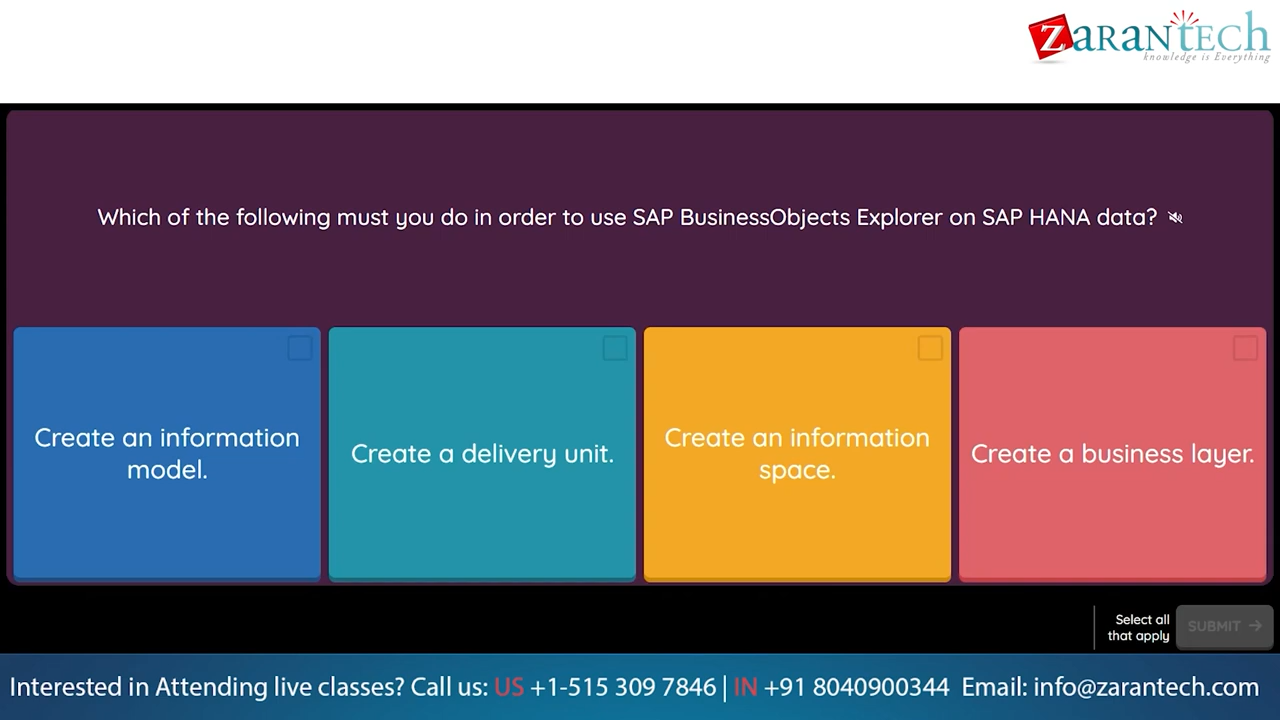 ZARANTECH
knowledge is Everything
Which of the following must you do in order to use SAP BusinessObjects Explorer on SAP HANA data?
Create an information
model.
Create a delivery unit.
Create an information
space.
Create a business layer.
Select all
that apply
SUBMIT →
Interested in Attending live classes? Call us: US +1-515 309 7846 | IN +91 8040900344 Email: info@zarantech.com